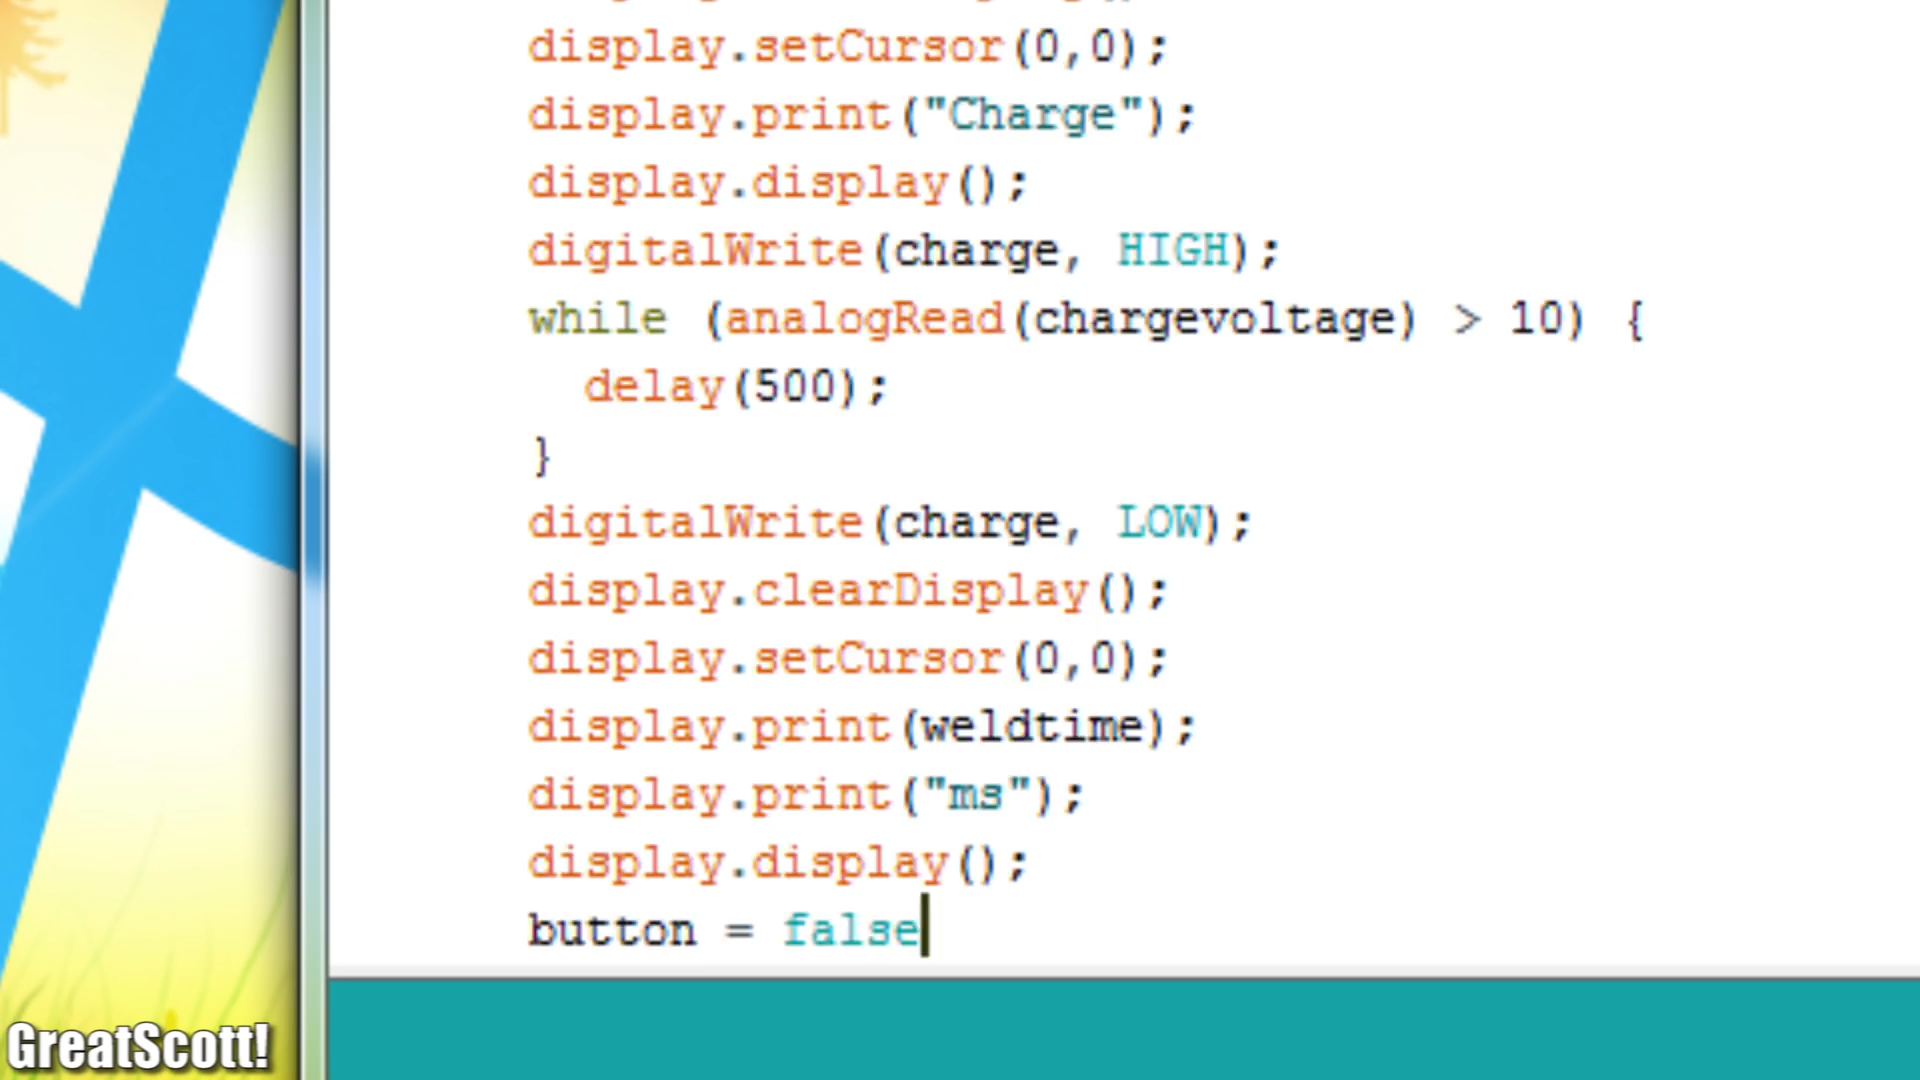 display.setCursor(0,0);
display.print("Charge");
display.display();
digitalWrite(charge, HIGH);
while (analogRead(chargevoltage) > 10) {
delay(500);
}
digitalWrite(charge, LOW);
display.clearDisplay();
display.setCursor(0,0);
display.print(weldtime);
display.print("ms");
display.display();
button = false
GreatScott!